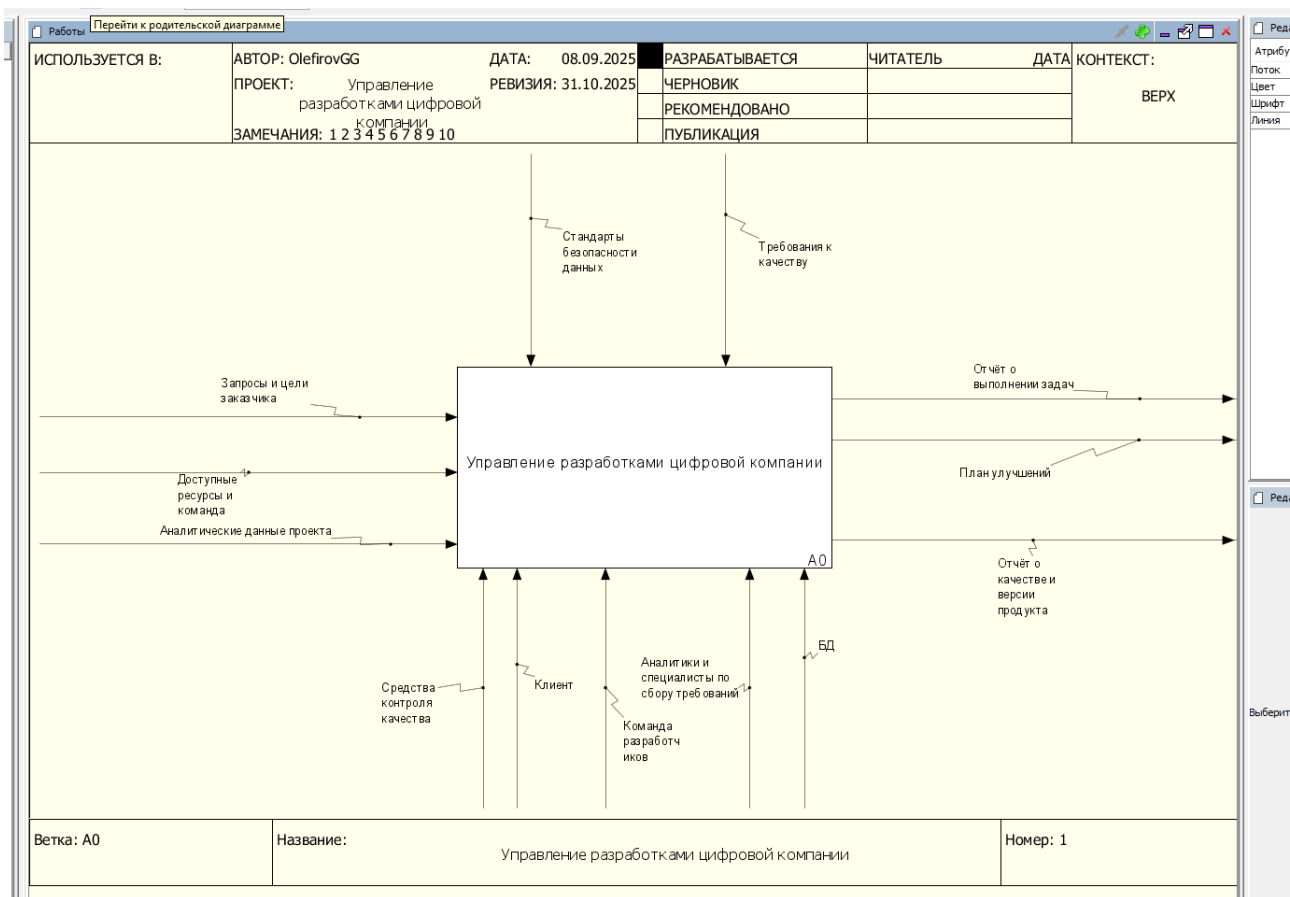 Работы
Перейти к родительской диаграмме
ИСПОЛЬЗУЕТСЯ В:
АВТОР: OlefirovGG
ДАТА: 08.09.2025
РАЗРАБАТЫВАЕТСЯ
ЧИТАТЕЛЬ
ДАТА
КОНТЕКСТ:
ПРОЕКТ: Управление
разработками цифровой
компании
РЕВИЗИЯ: 31.10.2025
ЧЕРНОВИК
РЕКОМЕНДОВАНО
ВЕРХ
ЗАМЕЧАНИЯ: 1 2 3 4 5 6 7 8 9 10
ПУБЛИКАЦИЯ
Стандарты
безопасности
данных
Требования к
качеству
Запросы и цели
заказчика
Доступные
ресурсы и
команда
Аналитические данные проекта
Управление разработками цифровой компании
A0
Отчёт о
выполнении задач
План улучшений
Отчёт о
качестве и
версии
продукта
Средства
контроля
качества
Клиент
Команда
разработч
иков
Аналитики и
специалисты по
сбору требований
БД
Ветка: A0
Название:
Управление разработками цифровой компании
Номер: 1
Поток
Цвет
Шрифт
Линия